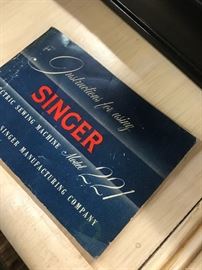 Instructions for using
SINGER
ELECTRIC SEWING MACHINE Model 221
SINGER MANUFACTURING COMPANY